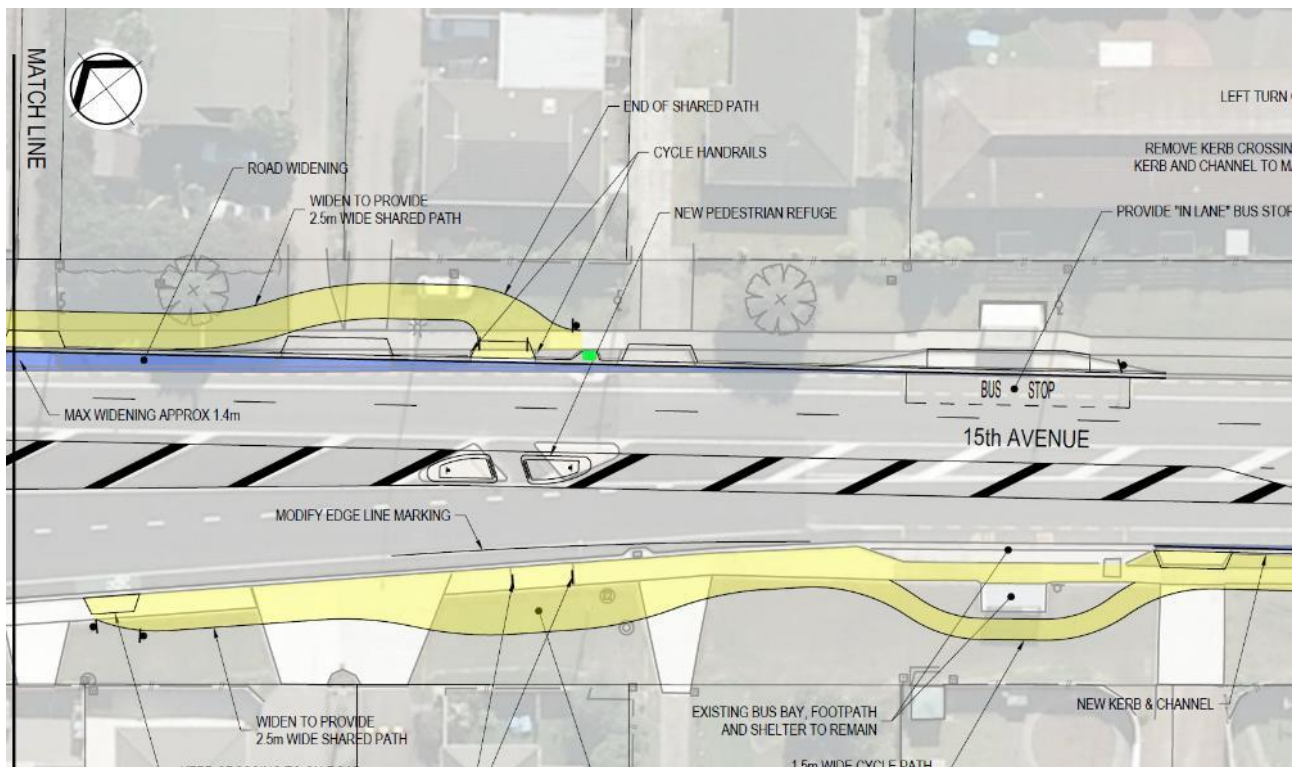 MATCH LINE
END OF SHARED PATH
LEFT TURN
CYCLE HANDRAILS
REMOVE KERB CROSSIN
KERB AND CHANNEL TO
ROAD WIDENING
WIDEN TO PROVIDE
2.5m WIDE SHARED PATH
NEW PEDESTRIAN REFUGE
PROVIDE "IN LANE" BUS STOP
MAX WIDENING APPROX 1.4m
BUS STOP
15th AVENUE
MODIFY EDGE LINE MARKING
WIDEN TO PROVIDE
2.5m WIDE SHARED PATH
EXISTING BUS BAY, FOOTPATH
AND SHELTER TO REMAIN
NEW KERB & CHANNEL
1.5m WIDE CYCLE PATH